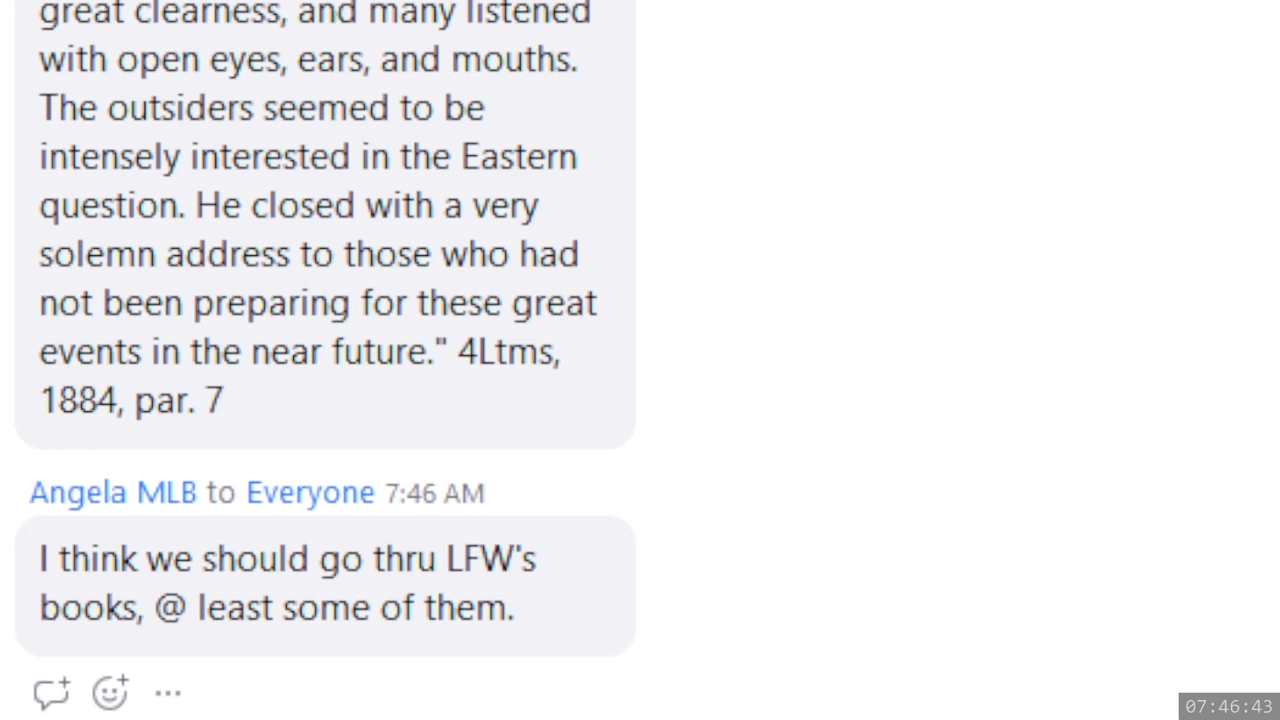 great clearness, and many listened
with open eyes, ears, and mouths.
The outsiders seemed to be
intensely interested in the Eastern
question. He closed with a very
solemn address to those who had
not been preparing for these great
events in the near future." 4Ltms,
1884, par. 7
Angela MLB to Everyone 7:46 AM
I think we should go thru LFW's
books, @ least some of them.
07:46:43